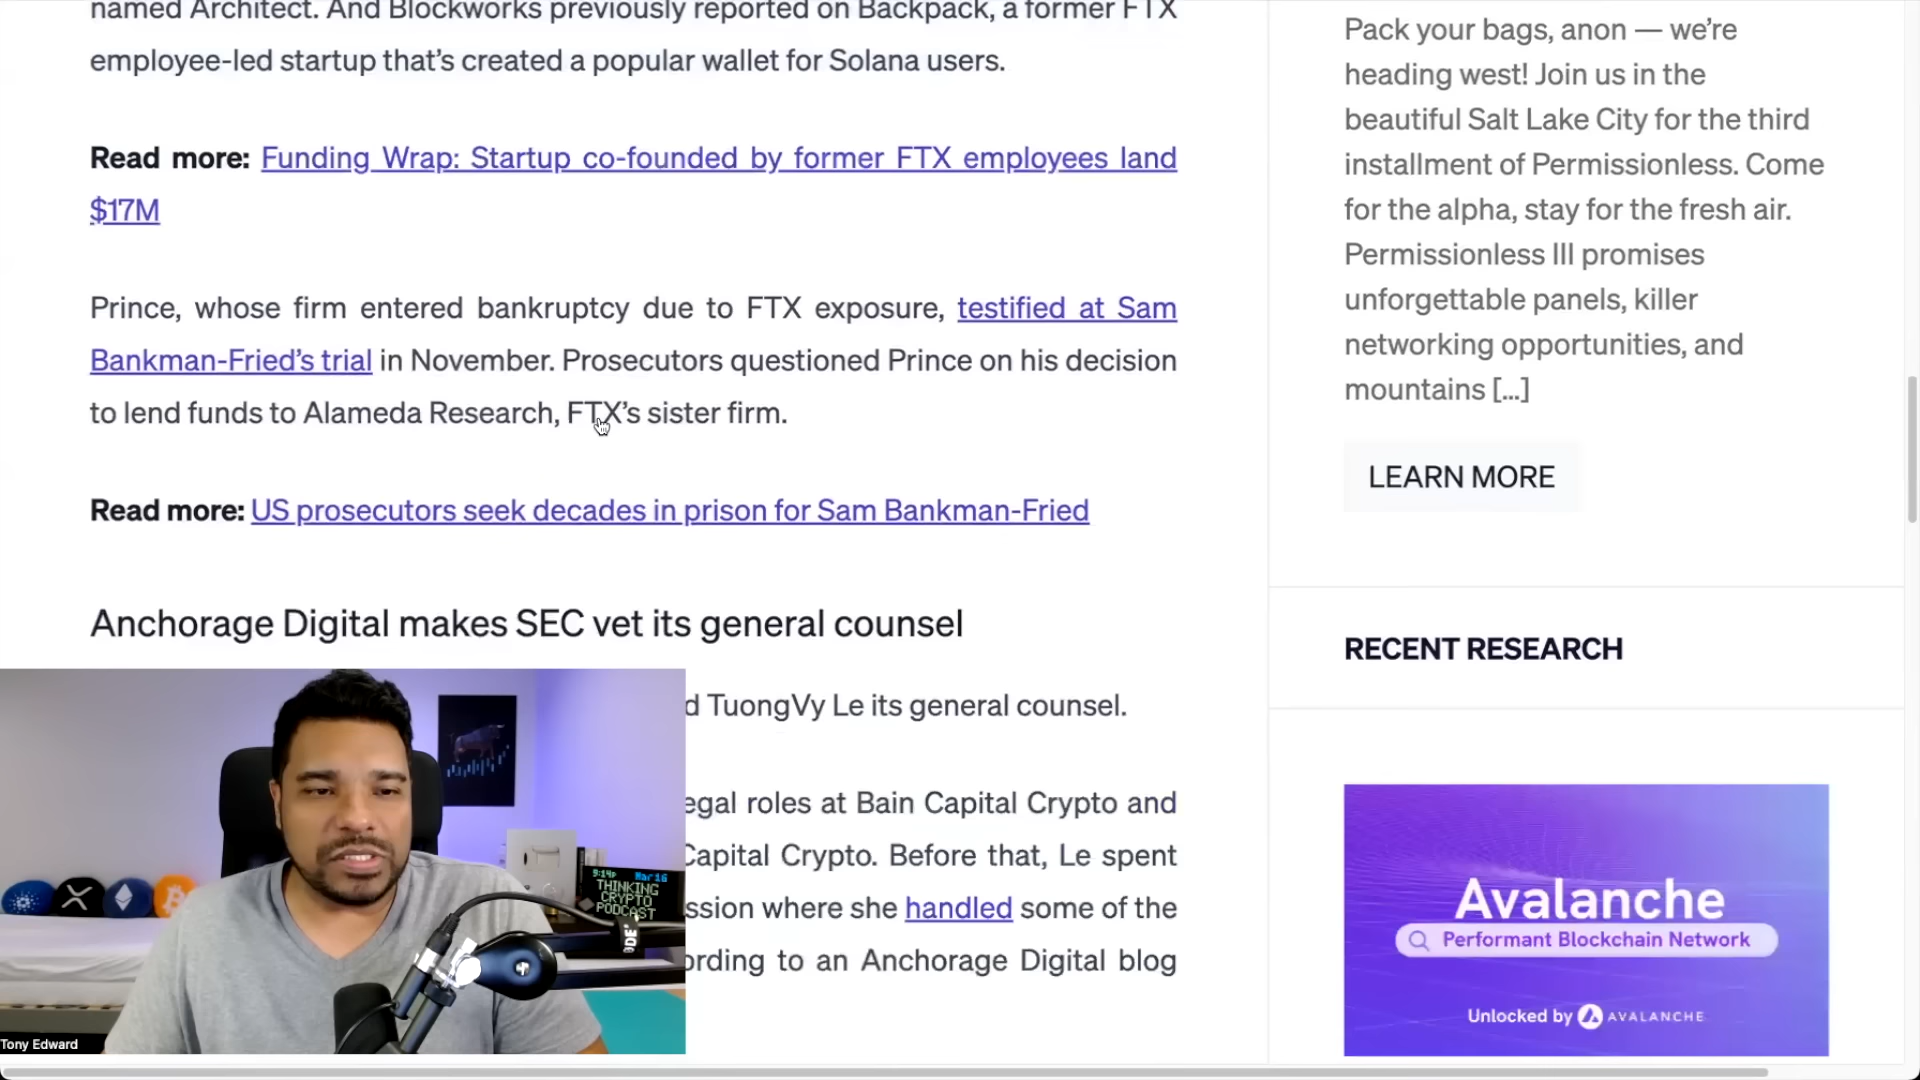 named Architect. And Blockworks previously reported on Backpack, a former FTX
employee-led startup that's created a popular wallet for Solana users.
Read more: Funding Wrap: Startup co-founded by former FTX employees land
$17M
Prince, whose firm entered bankruptcy due to FTX exposure, testified at Sam
Bankman-Fried's trial in November. Prosecutors questioned Prince on his decision
to lend funds to Alameda Research, FTX's sister firm.
Read more: US prosecutors seek decades in prison for Sam Bankman-Fried
Anchorage Digital makes SEC vet its general counsel
d TuongVy Le its general counsel.
egal roles at Bain Capital Crypto and
Capital Crypto. Before that, Le spent
ssion where she handled some of the
ording to an Anchorage Digital blog
9:14P Mar 16
THINKING
CRYPTO
PODCAST
Tony Edward
Pack your bags, anon — we're
heading west! Join us in the
beautiful Salt Lake City for the third
installment of Permissionless. Come
for the alpha, stay for the fresh air.
Permissionless III promises
unforgettable panels, killer
networking opportunities, and
mountains [...]
LEARN MORE
RECENT RESEARCH
Avalanche
Performant Blockchain Network
Unlocked by AVALANCHE